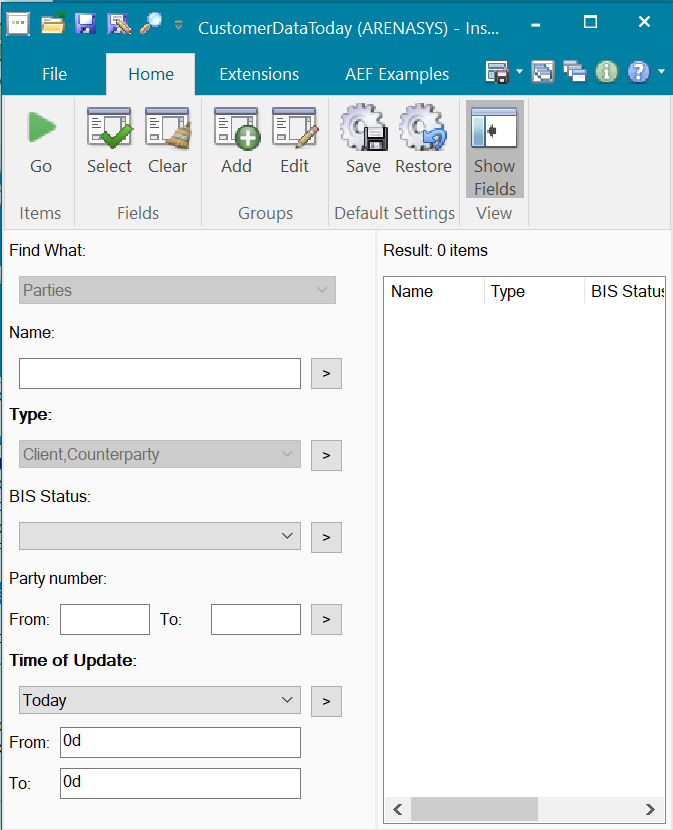 CustomerDataToday (ARENASYS) - Ins...
File Home Extensions AEF Examples
Go Select Clear Add Edit Save Restore Show Fields
Items Fields Groups Default Settings View
Find What:
Parties
Name:
>
Type:
Client,Counterparty >
BIS Status:
>
Party number:
From: To: >
Time of Update:
Today >
From: 0d
To: 0d
Result: 0 items
Name Type BIS Status